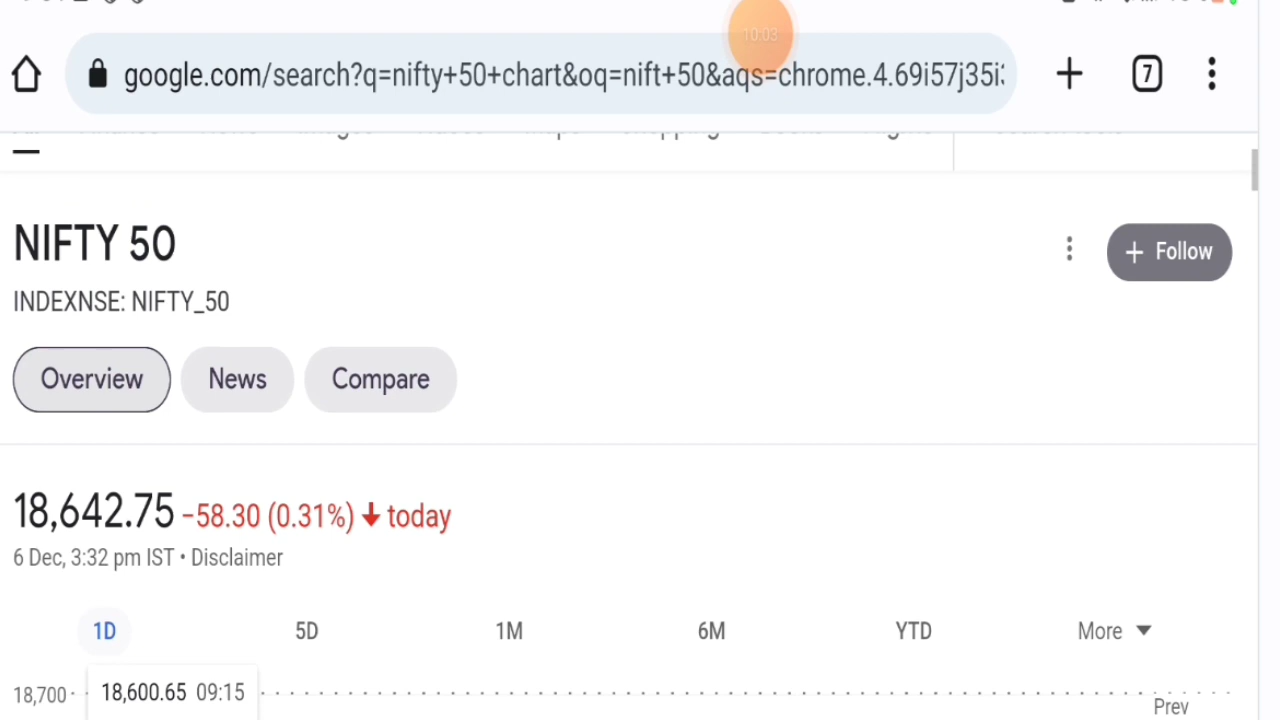 10:03
google.com/search?q=nifty+50+chart&oq=nift+50&aqs=chrome.4.69i57j35i
7
NIFTY 50
+ Follow
INDEXNSE: NIFTY_50
Overview News Compare
18,642.75 -58.30 (0.31%) ↓ today
6 Dec, 3:32 pm IST • Disclaimer
1D 5D 1M 6M YTD More
18,700 18,600.65 09:15
Prev